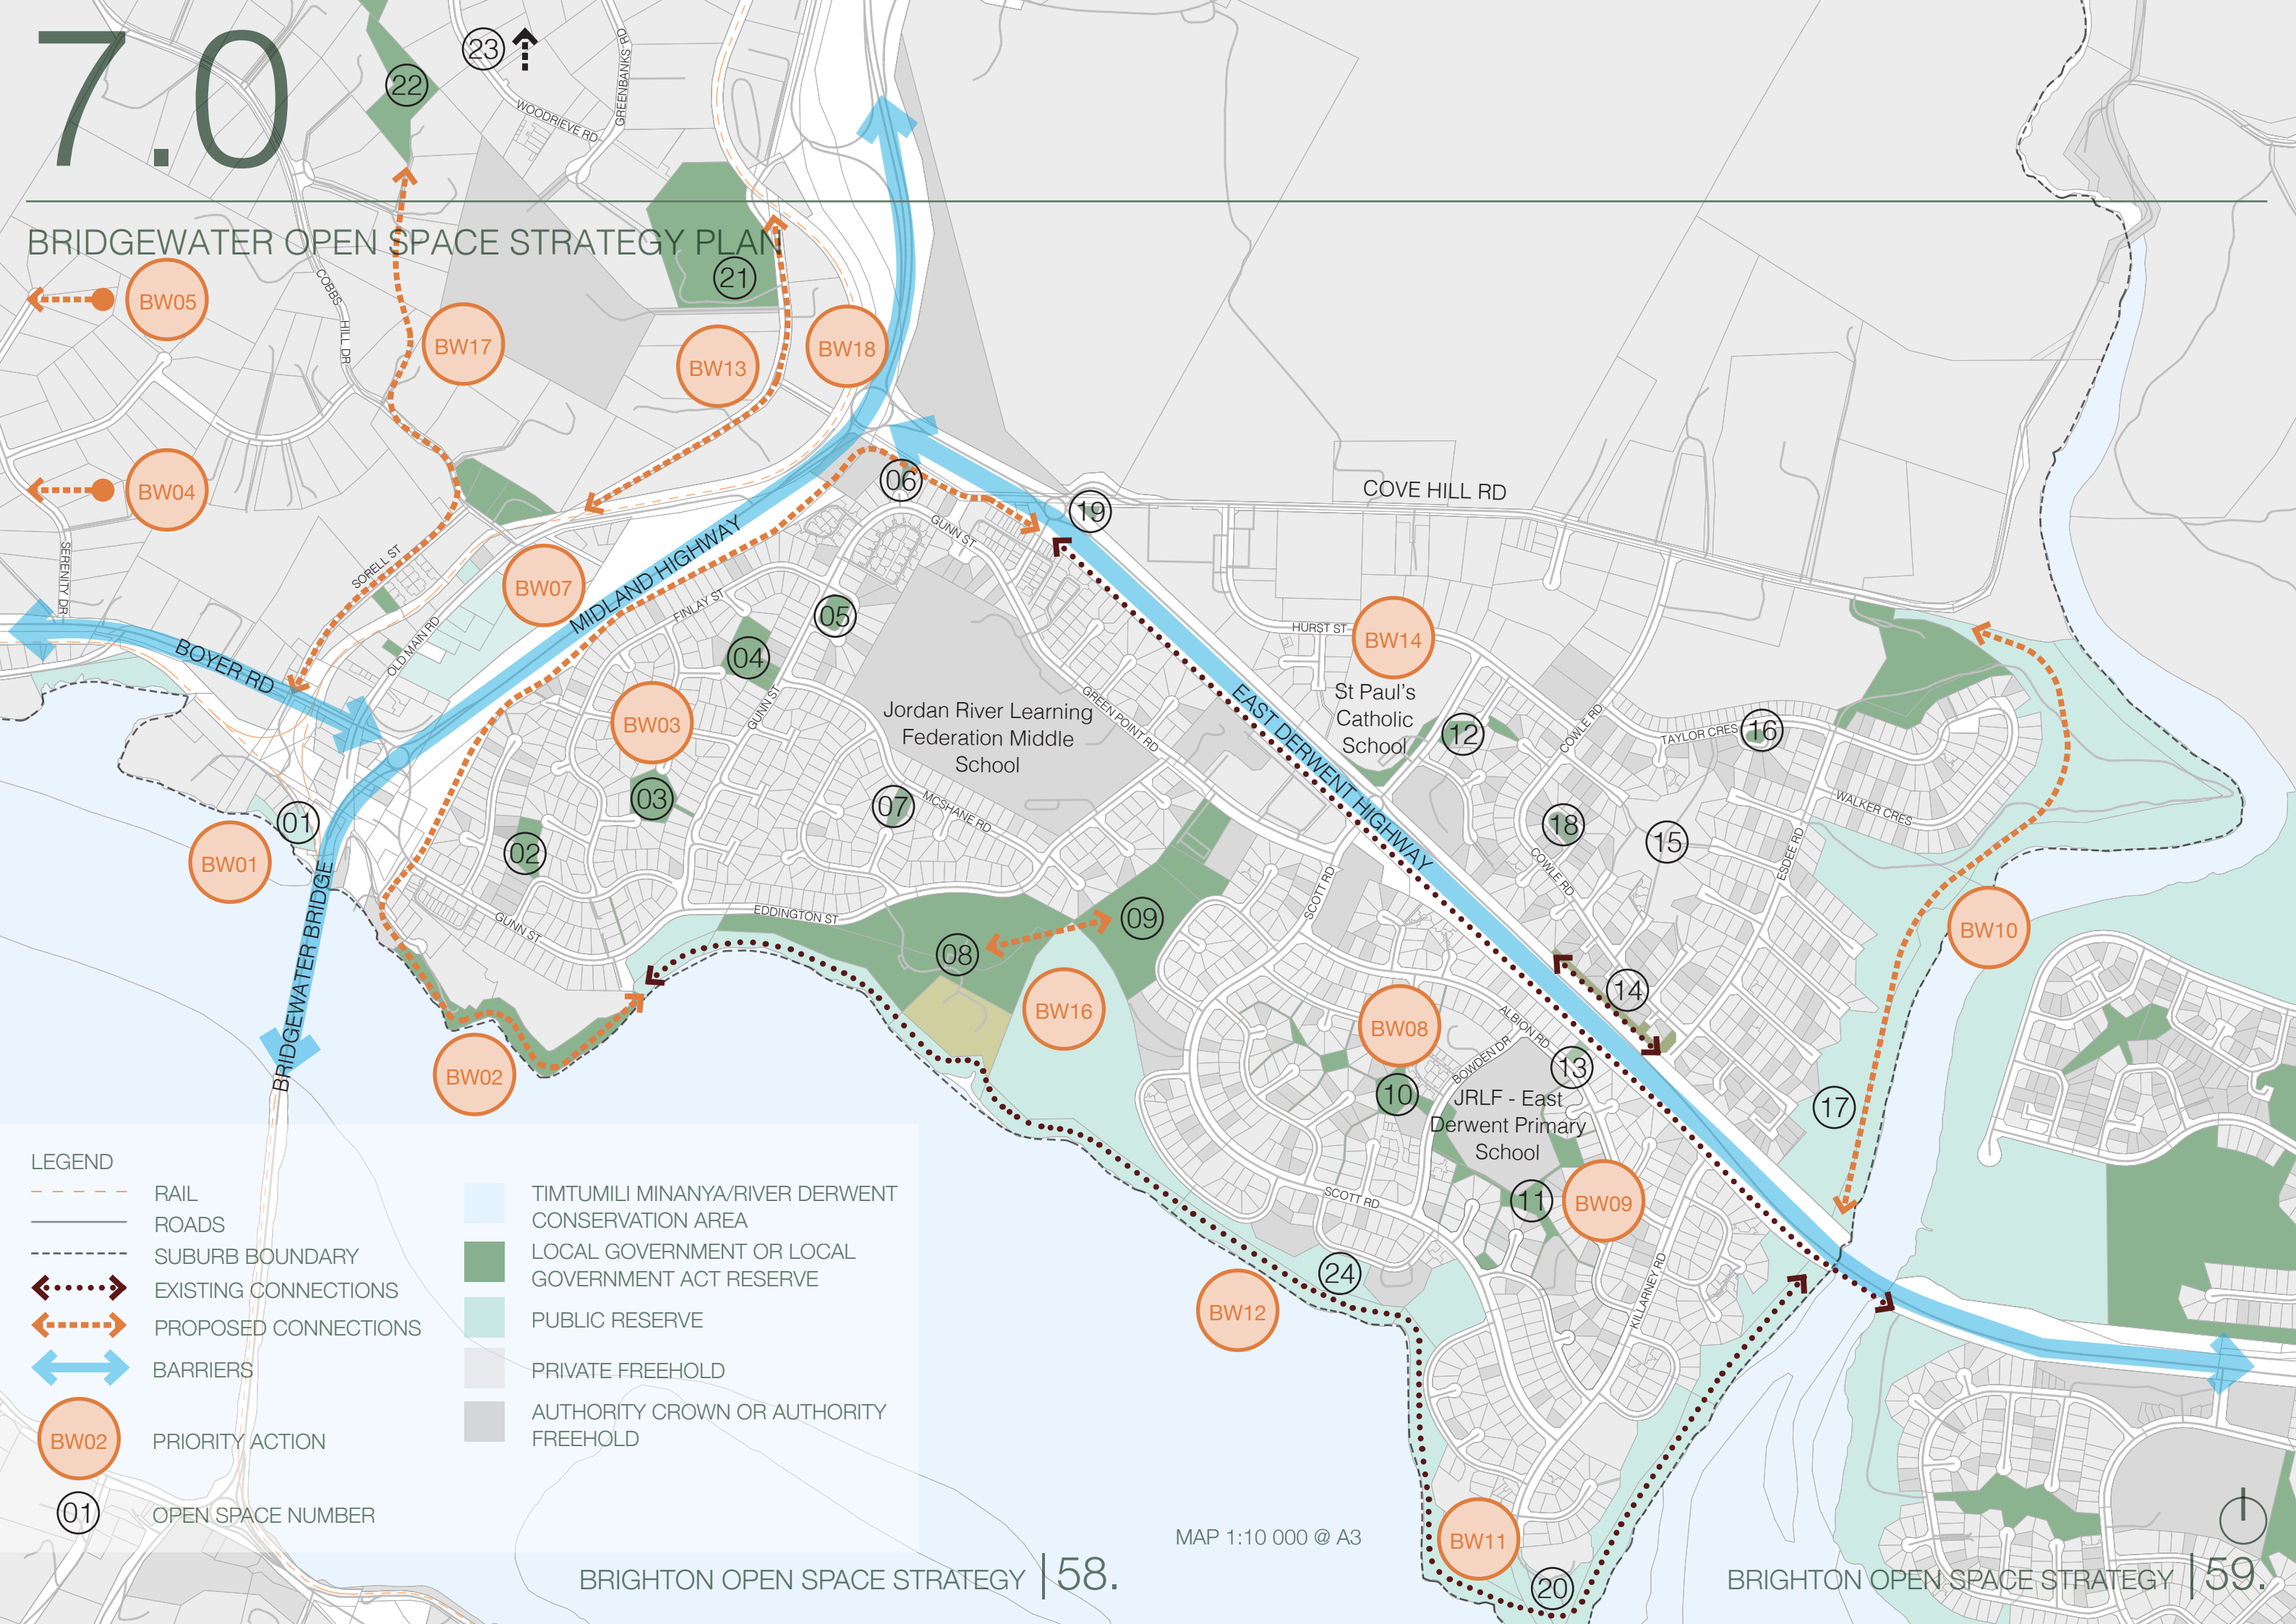 7.0
BRIDGEWATER OPEN SPACE STRATEGY PLAN
22
23
WOODRIEVE RD
GREENBANKS RD
21
COBBS
HILL DR
BW05
BW17
BW13
BW18
BW04
SERENITY DR
SORELL ST
BW07
MIDLAND HIGHWAY
OLD MAIN RD
BOYER RD
FINLAY ST
06
GUNN ST
19
COVE HILL RD
05
04
GUNN ST
BW03
03
02
01
BW01
BRIDGEWATER BRIDGE
GUNN ST
BW02
Jordan River Learning
Federation Middle
School
GREEN POINT RD
07
MCSHANE RD
EDDINGTON ST
08
09
BW16
HURST ST
BW14
St Paul's
Catholic
School
EAST DERWENT HIGHWAY
12
COWLE RD
TAYLOR CRES
16
18
15
COWLE RD
WALKER CRES
ESDEE RD
SCOTT RD
BW10
14
17
BW08
ALBION RD
BOWDEN DR
13
10
JRLF - East
Derwent Primary
School
11
BW09
SCOTT RD
24
BW12
KILLARNEY RD
BW11
20
LEGEND
RAIL
ROADS
SUBURB BOUNDARY
EXISTING CONNECTIONS
PROPOSED CONNECTIONS
BARRIERS
BW02
PRIORITY ACTION
01
OPEN SPACE NUMBER
TIMTUMILI MINANYA/RIVER DERWENT
CONSERVATION AREA
LOCAL GOVERNMENT OR LOCAL
GOVERNMENT ACT RESERVE
PUBLIC RESERVE
PRIVATE FREEHOLD
AUTHORITY CROWN OR AUTHORITY
FREEHOLD
MAP 1:10 000 @ A3
BRIGHTON OPEN SPACE STRATEGY |58.
BRIGHTON OPEN SPACE STRATEGY |59.